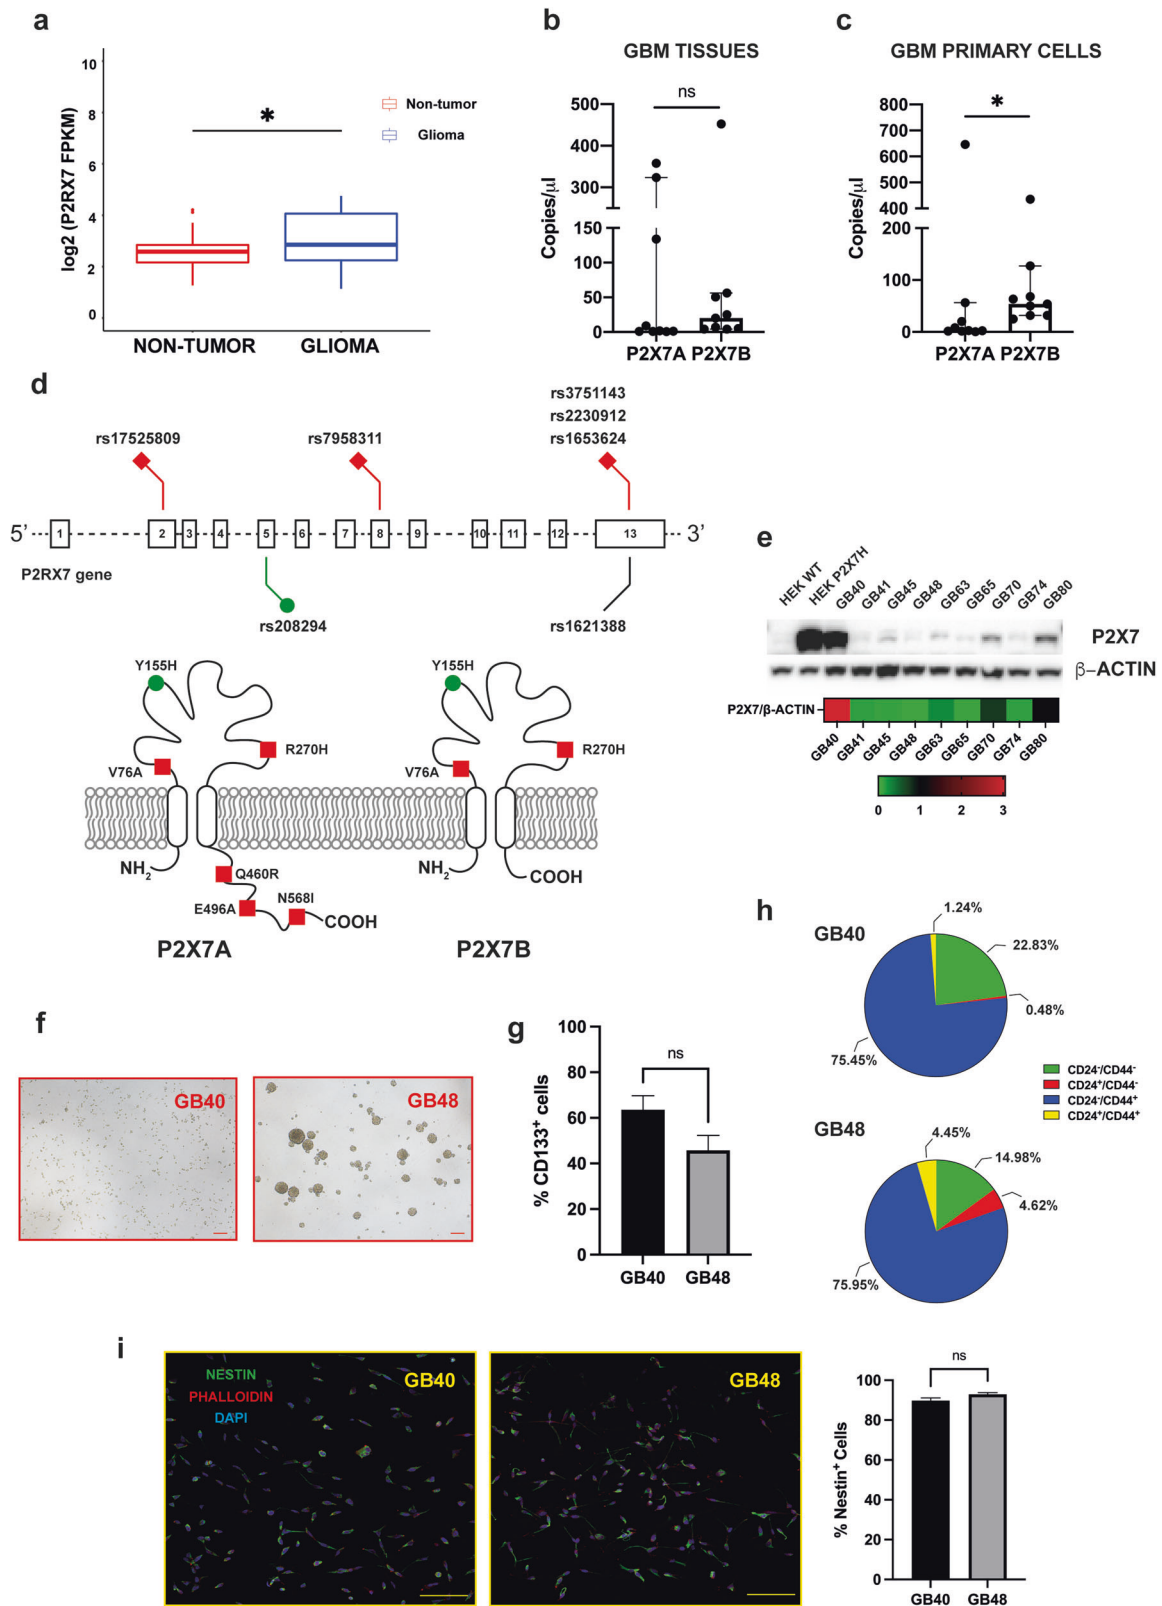 a
10
8
6
4
2
0
log2 (P2RX7 FPKM)
*
Non-tumor
Glioma
NON-TUMOR GLIOMA
b
GBM TISSUES
ns
500
400
300
150
100
50
0
Copies/μl
P2X7A P2X7B
c
GBM PRIMARY CELLS
*
800
700
600
500
400
200
100
0
Copies/μl
P2X7A P2X7B
d
rs3751143
rs2230912
rs17525809 rs7958311 rs1653624
5' 1 2 3 4 5 6 7 8 9 10 11 12 13 3'
P2RX7 gene
rs208294 rs1621388
Y155H Y155H
R270H R270H
V76A V76A
NH2 NH2
Q460R COOH
E496A N568I COOH
P2X7A P2X7B
e
HEK WT HEK P2X7H GB40 GB41 GB45 GB48 GB63 GB65 GB70 GB74 GB80
P2X7
β-ACTIN
P2X7/β-ACTIN
GB40 GB41 GB45 GB48 GB63 GB65 GB70 GB74 GB80
0 1 2 3
f
GB40 GB48
g
100
80
60
40
20
0
% CD133+ cells
ns
GB40 GB48
h
GB40
1.24%
22.83%
0.48%
75.45%
CD24-/CD44-
CD24+/CD44-
CD24-/CD44+
CD24+/CD44+
GB48
4.45%
14.98%
4.62%
75.95%
i
NESTIN
PHALLOIDIN
DAPI
GB40 GB48
ns
100
80
60
40
20
0
% Nestin+ Cells
GB40 GB48